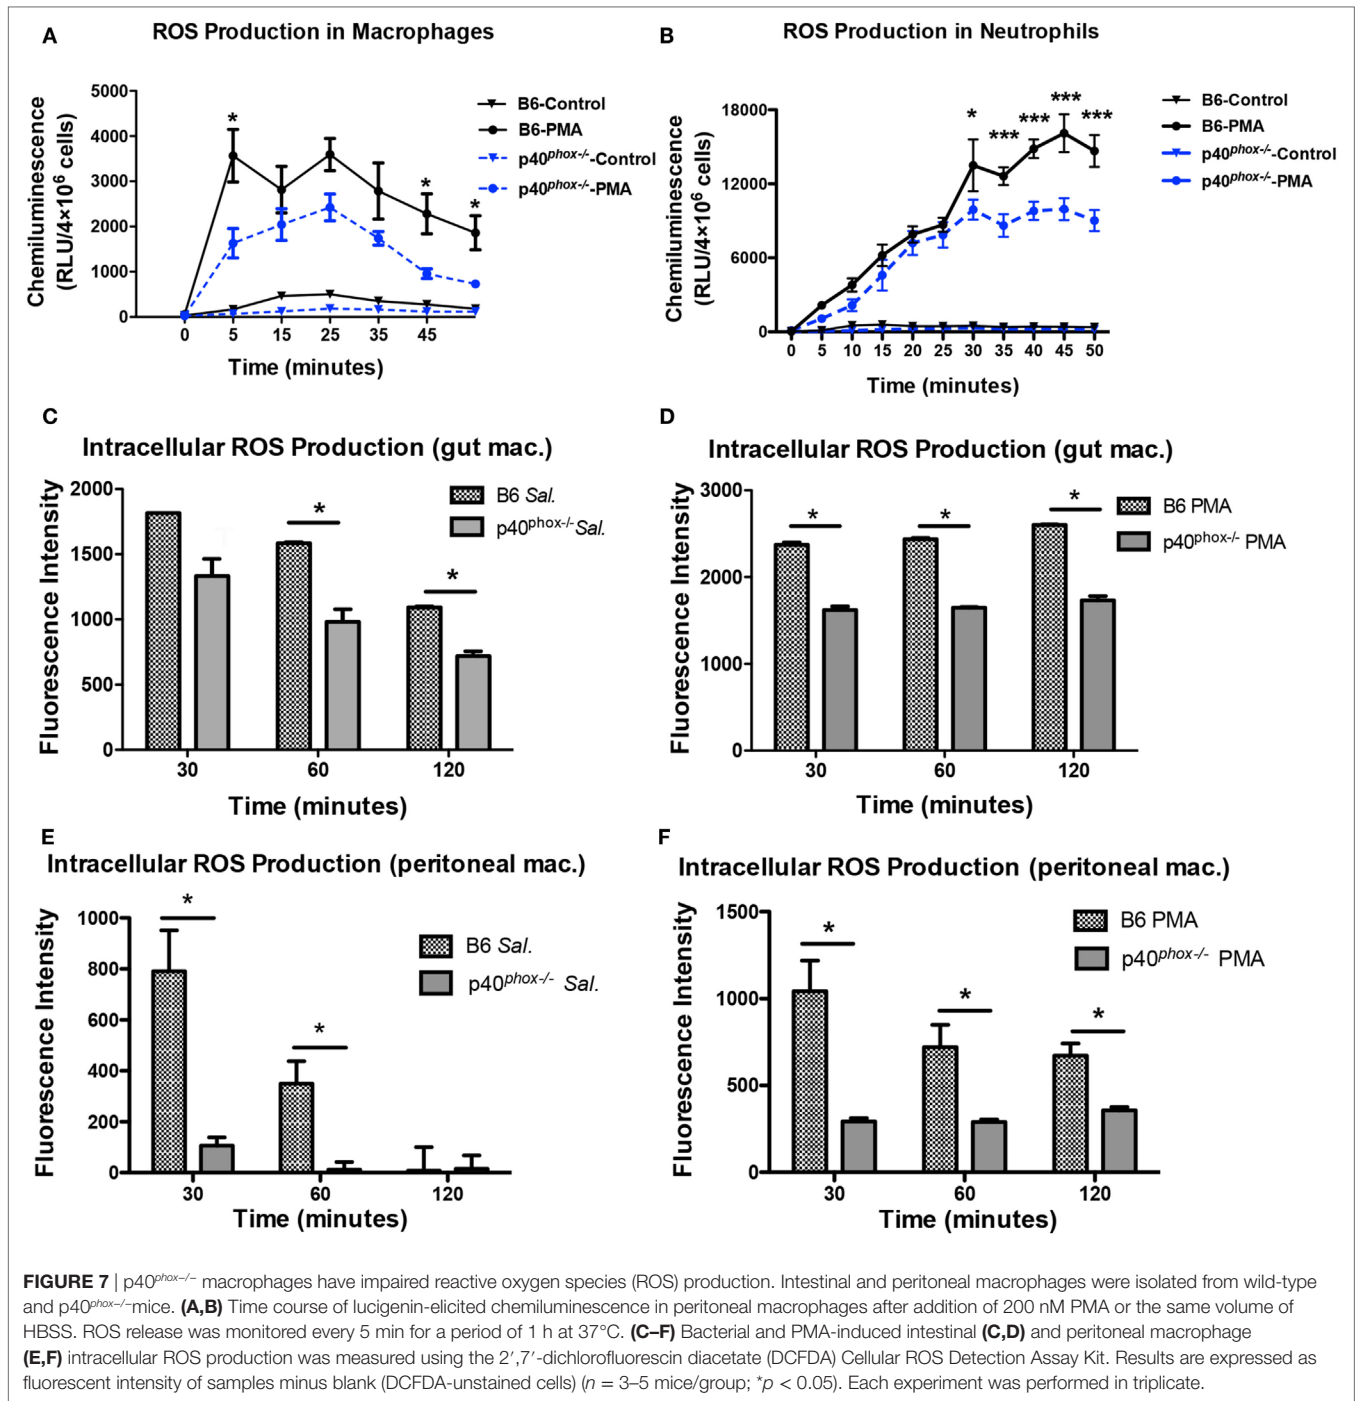 A
ROS Production in Macrophages
Chemiluminescence
(RLU/4×10⁶ cells)
5000
4000
3000
2000
1000
0
*
*
*
B6-Control
B6-PMA
p40phox-/--Control
p40phox-/--PMA
0 5 15 25 35 45
Time (minutes)
B
ROS Production in Neutrophils
Chemiluminescence
(RLU/4×10⁶ cells)
18000
12000
6000
0
*
***
***
***
***
B6-Control
B6-PMA
p40phox-/--Control
p40phox-/--PMA
0 5 10 15 20 25 30 35 40 45 50
Time (minutes)
C
Intracellular ROS Production (gut mac.)
Fluorescence Intensity
2000
1500
1000
500
0
*
*
B6 Sal.
p40phox-/- Sal.
30 60 120
Time (minutes)
D
Intracellular ROS Production (gut mac.)
Fluorescence Intensity
3000
2000
1000
0
*
*
*
B6 PMA
p40phox-/- PMA
30 60 120
Time (minutes)
E
Intracellular ROS Production (peritoneal mac.)
Fluorescence Intensity
1000
800
600
400
200
0
*
*
B6 Sal.
p40phox-/- Sal.
30 60 120
Time (minutes)
F
Intracellular ROS Production (peritoneal mac.)
Fluorescence Intensity
1500
1000
500
0
*
*
*
B6 PMA
p40phox-/- PMA
30 60 120
Time (minutes)
FIGURE 7 | p40phox−/− macrophages have impaired reactive oxygen species (ROS) production. Intestinal and peritoneal macrophages were isolated from wild-type
and p40phox−/−mice. (A,B) Time course of lucigenin-elicited chemiluminescence in peritoneal macrophages after addition of 200 nM PMA or the same volume of
HBSS. ROS release was monitored every 5 min for a period of 1 h at 37°C. (C–F) Bacterial and PMA-induced intestinal (C,D) and peritoneal macrophage
(E,F) intracellular ROS production was measured using the 2′,7′-dichlorofluorescin diacetate (DCFDA) Cellular ROS Detection Assay Kit. Results are expressed as
fluorescent intensity of samples minus blank (DCFDA-unstained cells) (n = 3–5 mice/group; *p < 0.05). Each experiment was performed in triplicate.